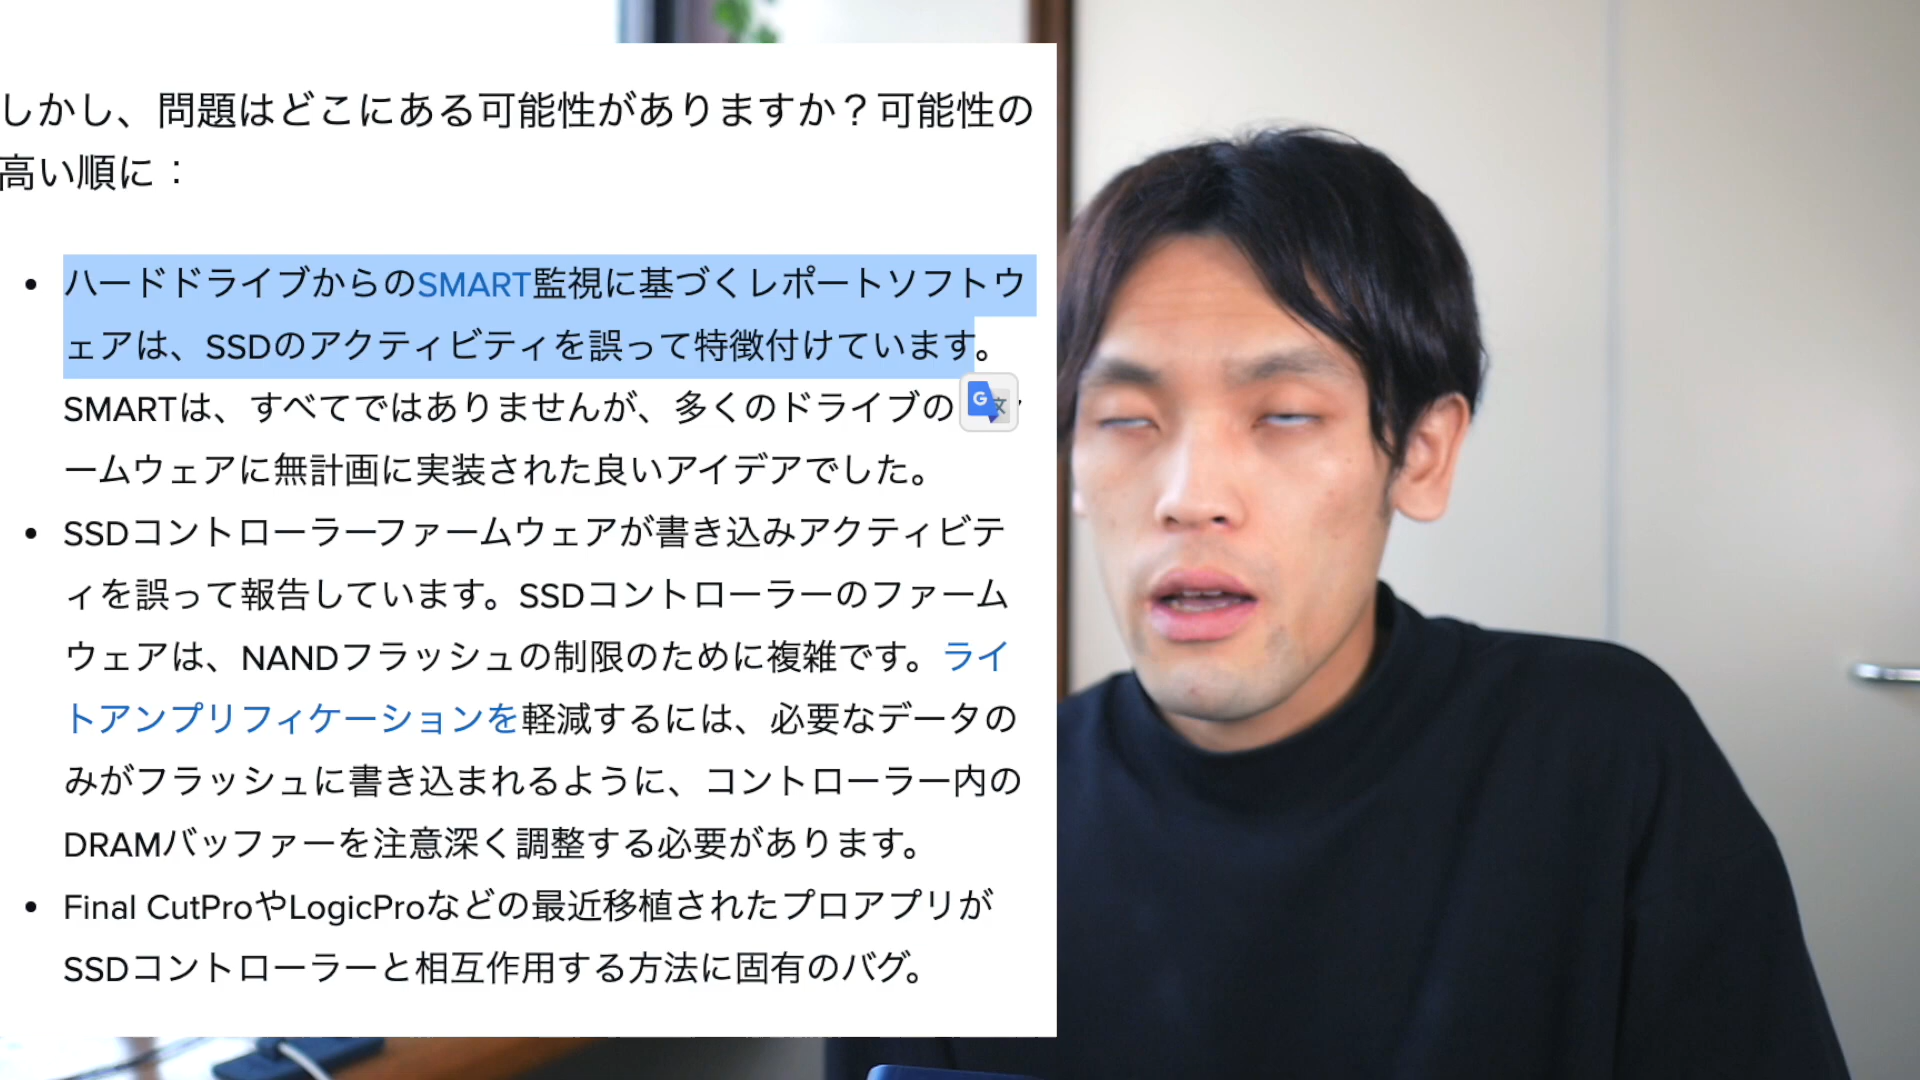 しかし、問題はどこにある可能性がありますか？可能性の
高い順に：
ハードドライブからのSMART監視に基づくレポートソフトウ
ェアは、SSDのアクティビティを誤って特徴付けています。
SMARTは、すべてではありませんが、多くのドライブの
ームウェアに無計画に実装された良いアイデアでした。
SSDコントローラーファームウェアが書き込みアクティビテ
ィを誤って報告しています。SSDコントローラーのファーム
ウェアは、NANDフラッシュの制限のために複雑です。ライ
トアンプリフィケーションを軽減するには、必要なデータの
みがフラッシュに書き込まれるように、コントローラー内の
DRAMバッファーを注意深く調整する必要があります。
Final CutProやLogicProなどの最近移植されたプロアプリが
SSDコントローラーと相互作用する方法に固有のバグ。